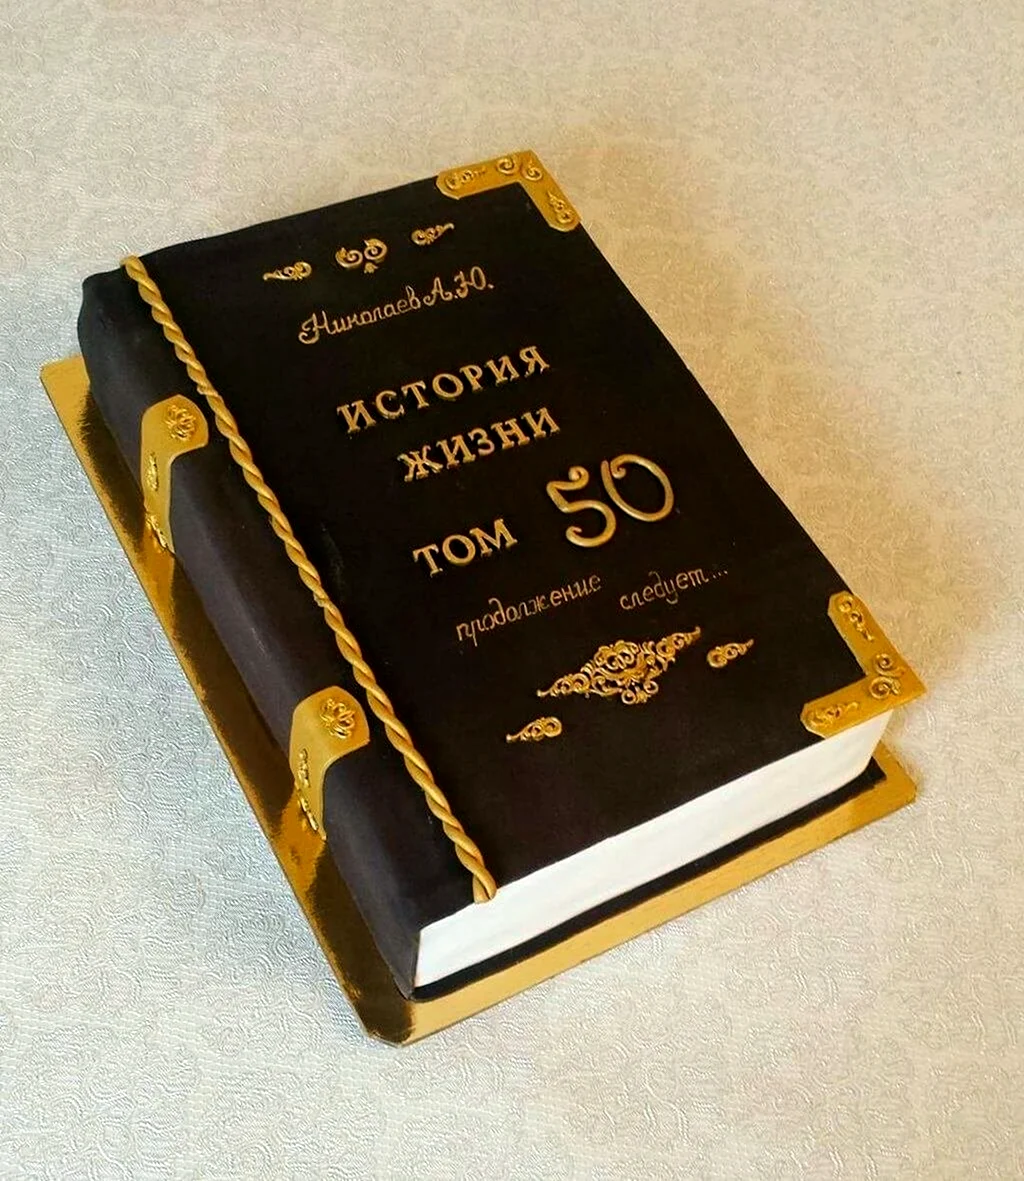 Николаев А.Ю.
ИСТОРИЯ
ЖИЗНИ
ТОМ 50
продолжение следует...